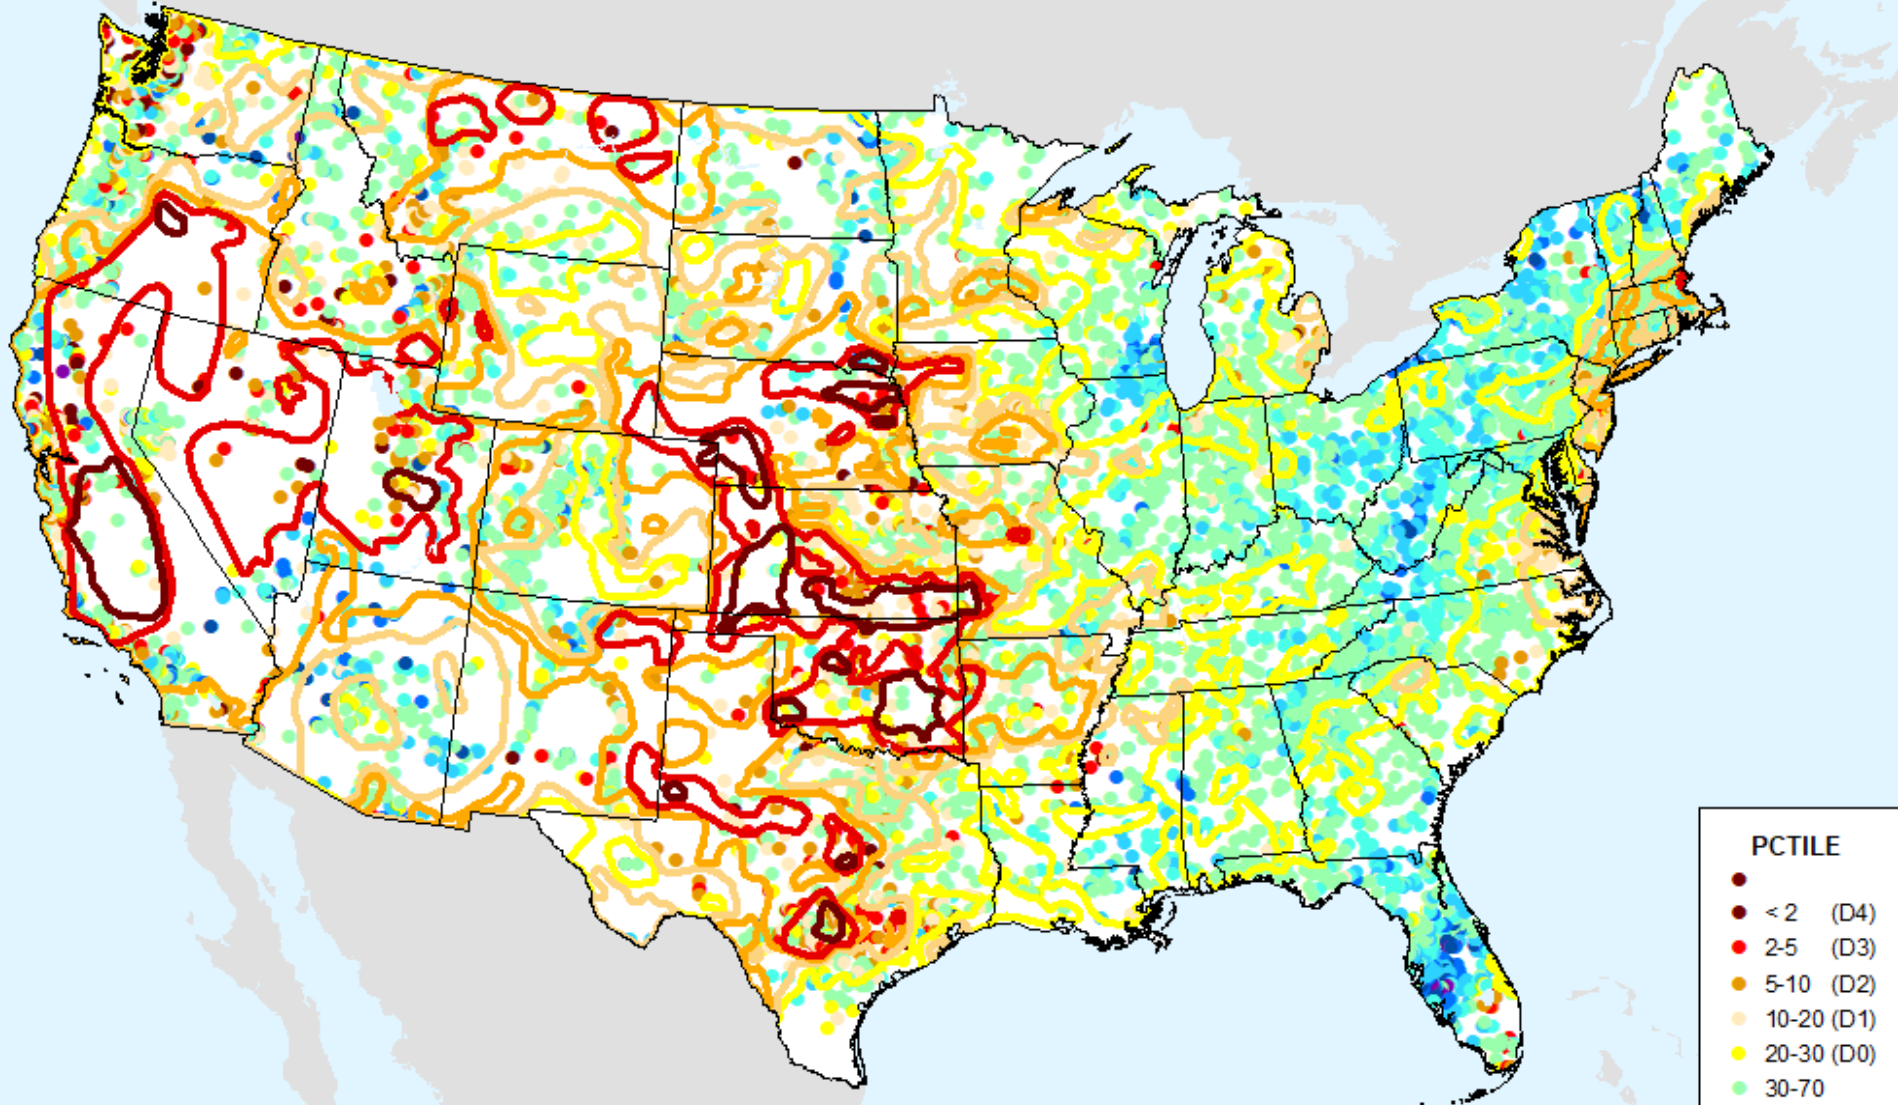 PCTILE
< 2 (D4)
2-5 (D3)
5-10 (D2)
10-20 (D1)
20-30 (D0)
30-70